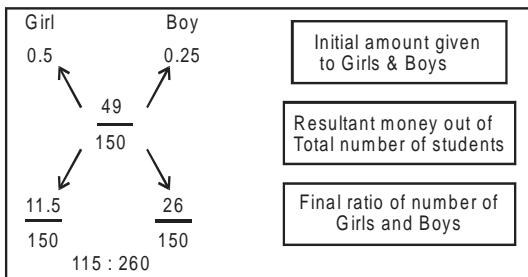 Girl Boy
0.5 0.25
49
150
11.5 26
150 150
115 : 260
Initial amount given
to Girls & Boys
Resultant money out of
Total number of students
Final ratio of number of
Girls and Boys